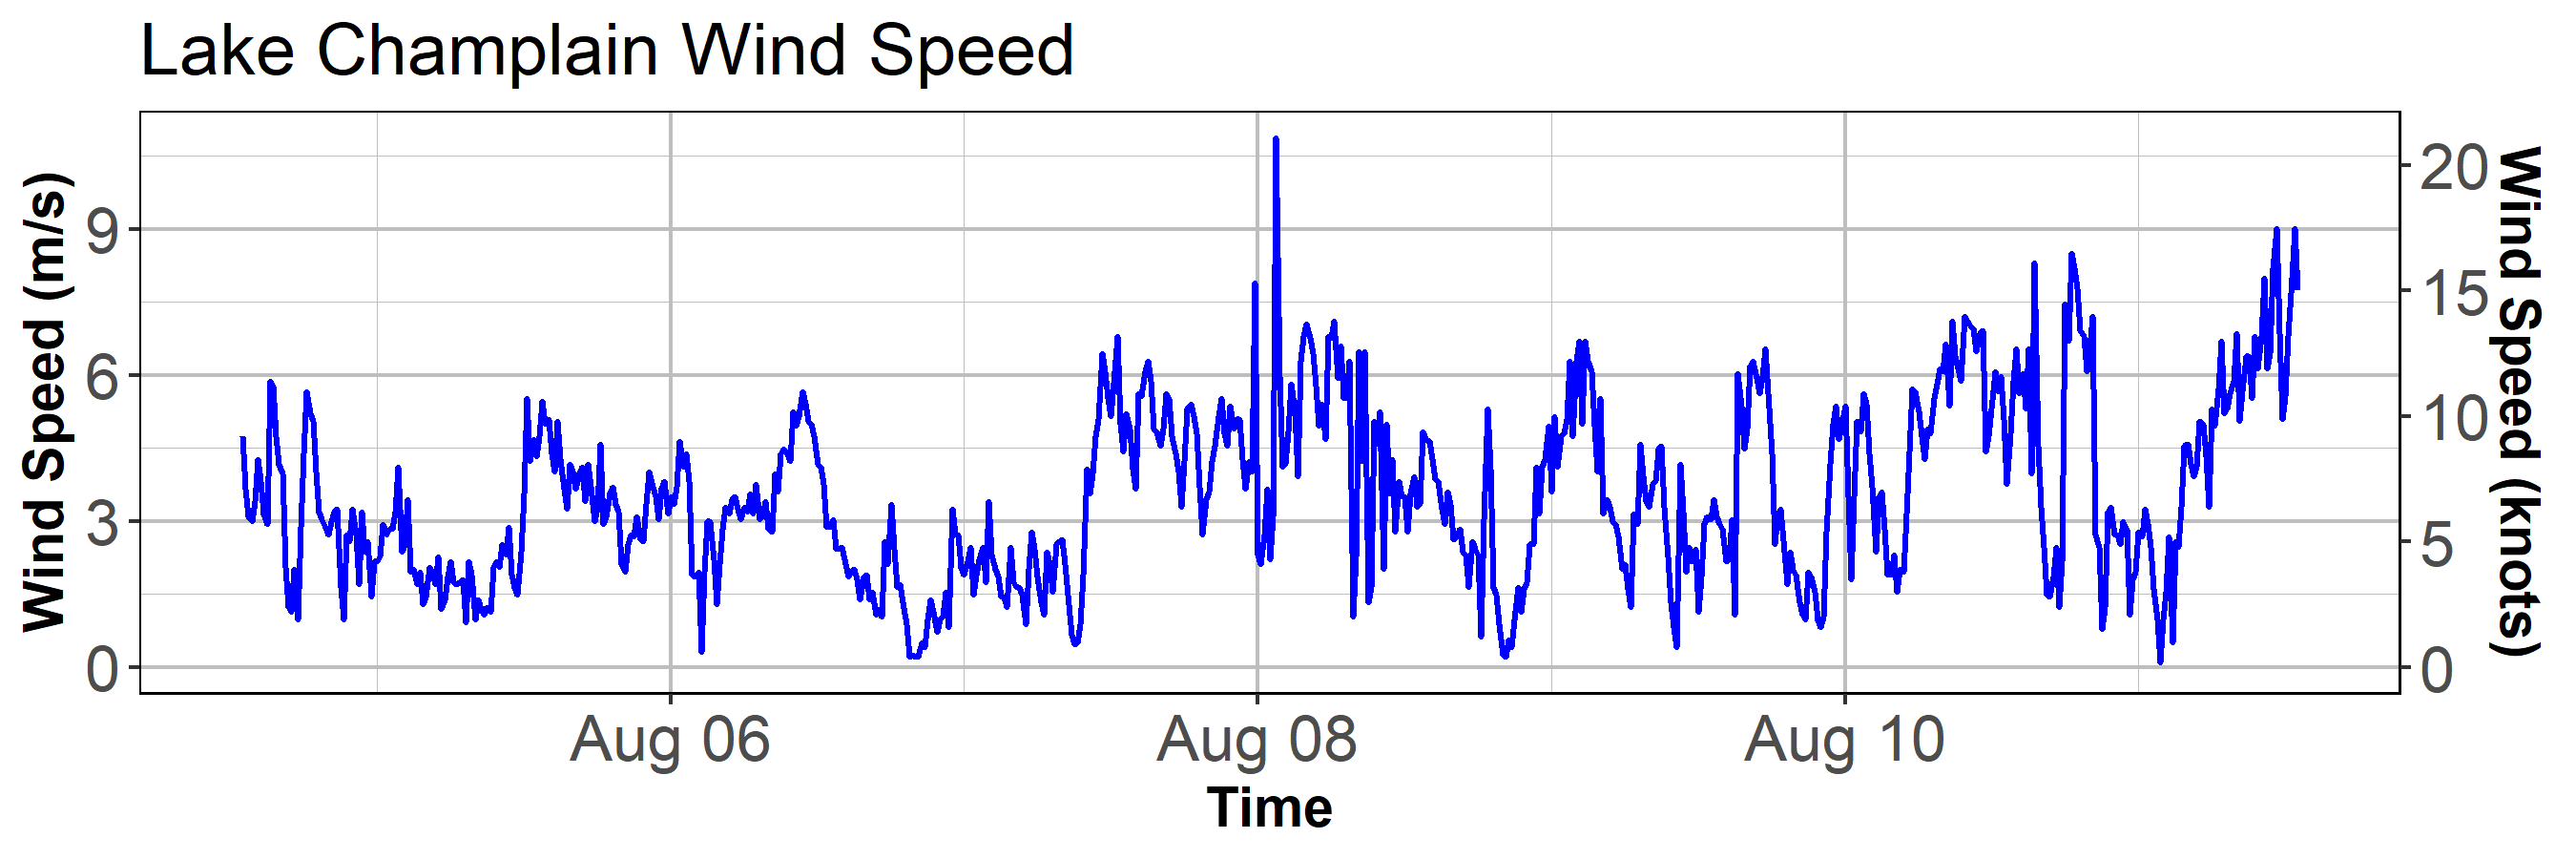 Lake Champlain Wind Speed
Wind Speed (m/s)
9
6
3
0
20
15
10
5
0
Wind Speed (knots)
Aug 06
Aug 08
Aug 10
Time